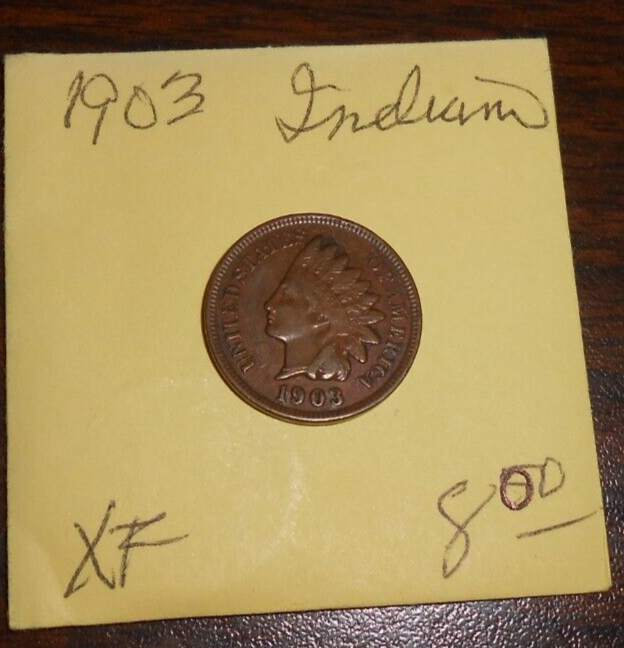 1903 Indian
UNITED STATES OF AMERICA
1903
XF 8 00